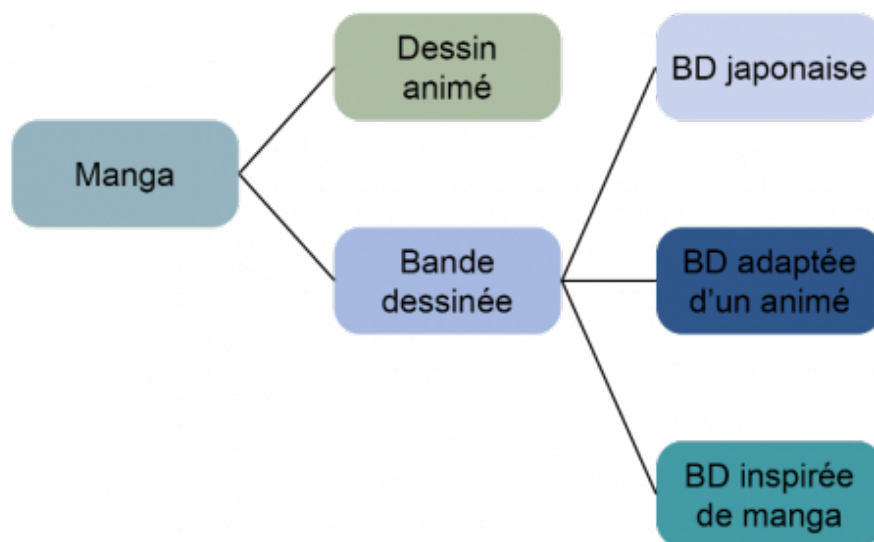 Manga
Dessin
animé
Bande
dessinée
BD japonaise
BD adaptée
d'un animé
BD inspirée
de manga